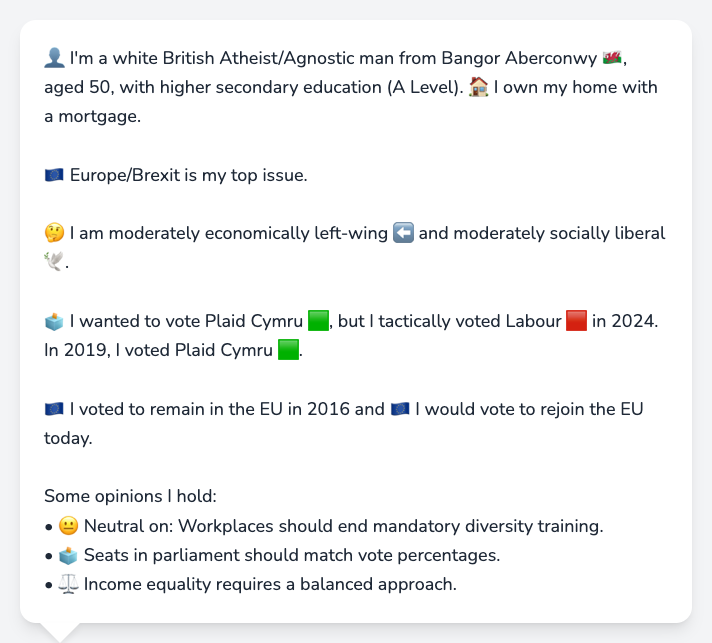 👤 I'm a white British Atheist/Agnostic man from Bangor Aberconwy 🏴󠁧󠁢󠁷󠁬󠁳󠁿,
aged 50, with higher secondary education (A Level). 🏠 I own my home with
a mortgage.
🇪🇺 Europe/Brexit is my top issue.
🤔 I am moderately economically left-wing ⬅️ and moderately socially liberal
🕊️.
🗳️ I wanted to vote Plaid Cymru 🟩, but I tactically voted Labour 🟥 in 2024.
In 2019, I voted Plaid Cymru 🟩.
🇪🇺 I voted to remain in the EU in 2016 and 🇪🇺 I would vote to rejoin the EU
today.
Some opinions I hold:
• 😐 Neutral on: Workplaces should end mandatory diversity training.
• 🗳️ Seats in parliament should match vote percentages.
• ⚖️ Income equality requires a balanced approach.